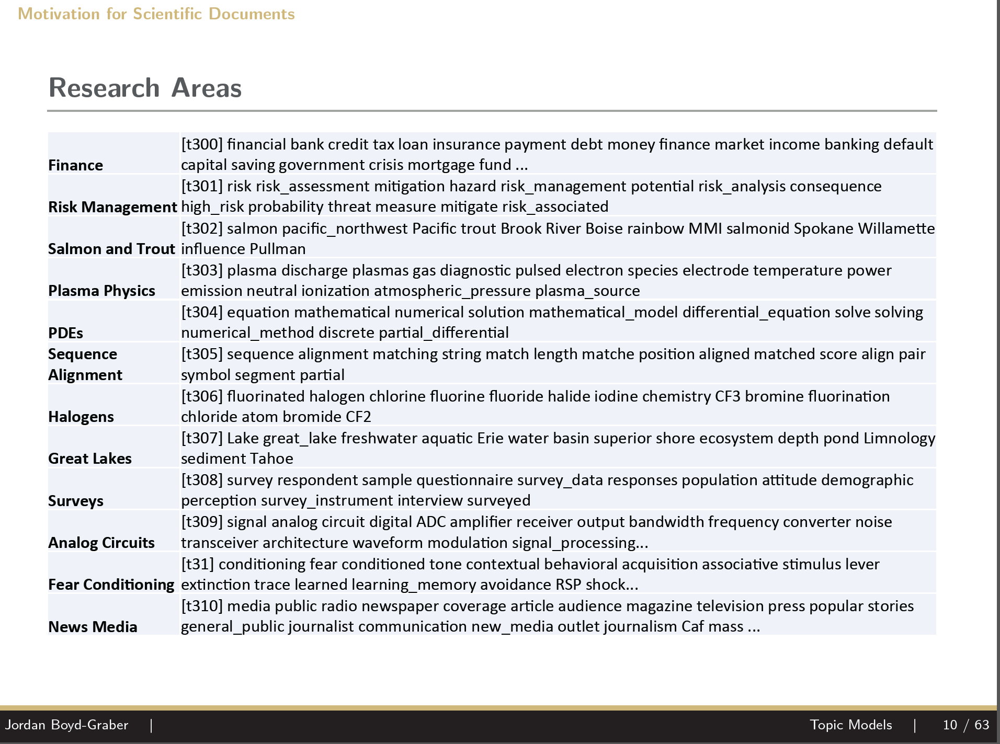 Motivation for Scientific Documents
Research Areas
Finance
[t300] financial bank credit tax loan insurance payment debt money finance market income banking default
capital saving government crisis mortgage fund ...
Risk Management
[t301] risk risk_assessment mitigation hazard risk_management potential risk_analysis consequence
high_risk probability threat measure mitigate risk_associated
Salmon and Trout
[t302] salmon pacific_northwest Pacific trout Brook River Boise rainbow MMI salmonid Spokane Willamette
influence Pullman
Plasma Physics
[t303] plasma discharge plasmas gas diagnostic pulsed electron species electrode temperature power
emission neutral ionization atmospheric_pressure plasma_source
PDEs
[t304] equation mathematical numerical solution mathematical_model differential_equation solve solving
numerical_method discrete partial_differential
Sequence
Alignment
[t305] sequence alignment matching string match length matche position aligned matched score align pair
symbol segment partial
Halogens
[t306] fluorinated halogen chlorine fluorine fluoride halide iodine chemistry CF3 bromine fluorination
chloride atom bromide CF2
Great Lakes
[t307] Lake great_lake freshwater aquatic Erie water basin superior shore ecosystem depth pond Limnology
sediment Tahoe
Surveys
[t308] survey respondent sample questionnaire survey_data responses population attitude demographic
perception survey_instrument interview surveyed
Analog Circuits
[t309] signal analog circuit digital ADC amplifier receiver output bandwidth frequency converter noise
transceiver architecture waveform modulation signal_processing...
Fear Conditioning
[t31] conditioning fear conditioned tone contextual behavioral acquisition associative stimulus lever
extinction trace learned learning_memory avoidance RSP shock...
News Media
[t310] media public radio newspaper coverage article audience magazine television press popular stories
general_public journalist communication new_media outlet journalism Caf mass ...
Jordan Boyd-Graber |
Topic Models | 10 / 63